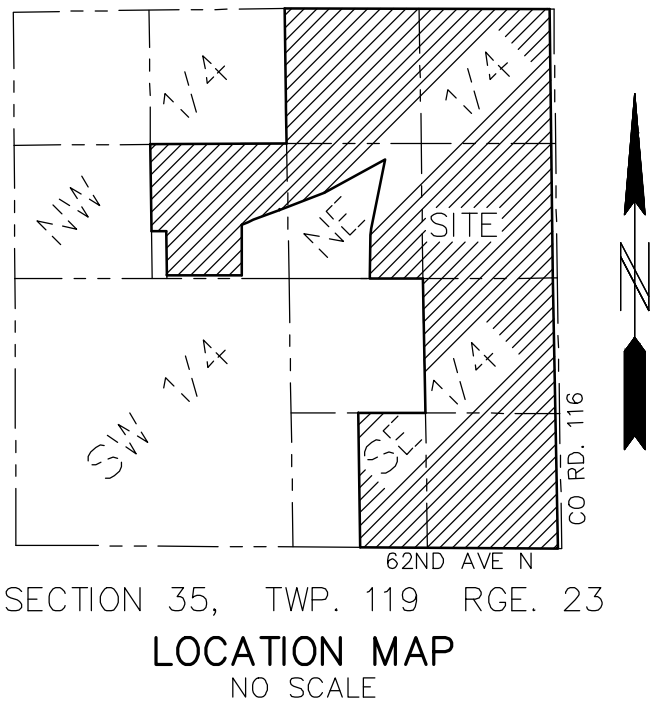 1/4
1/4
NW
NE
SITE
N
SW 1/4
SE 1/4
CO RD. 116
62ND AVE N
SECTION 35, TWP. 119 RGE. 23
LOCATION MAP
NO SCALE